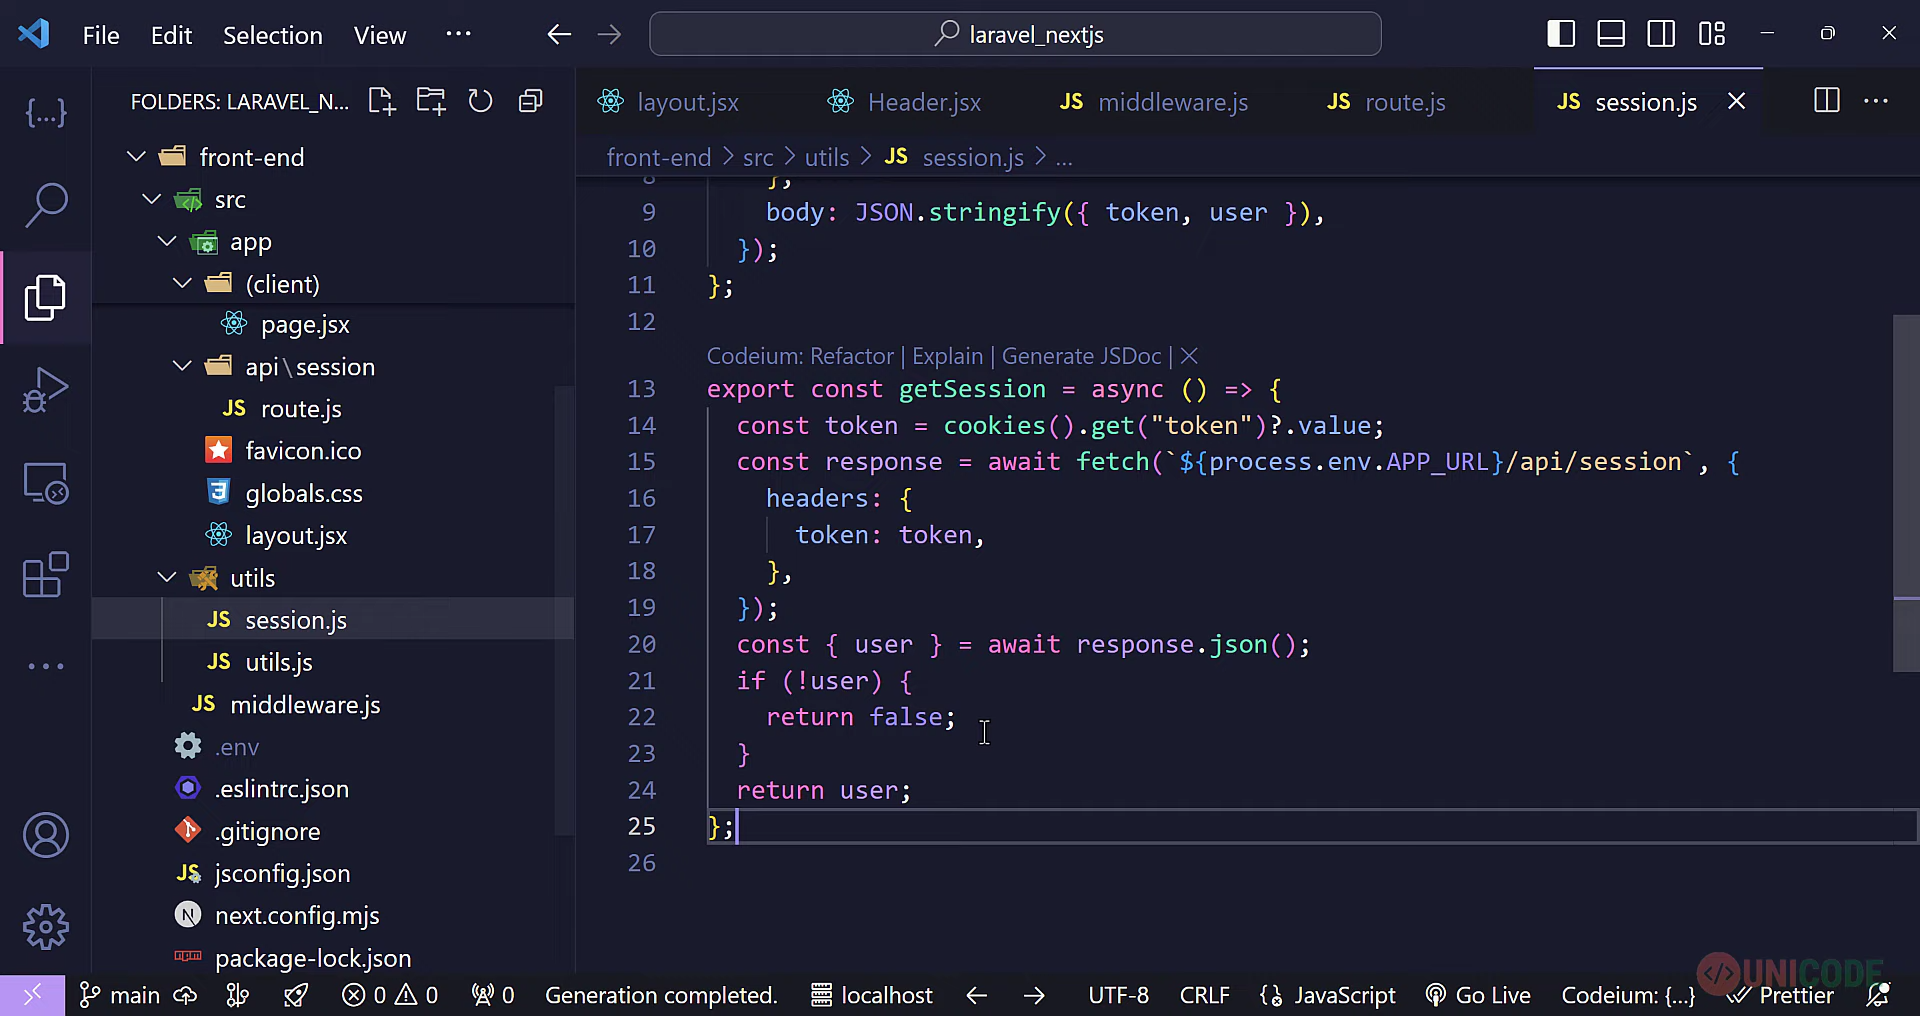 File Edit Selection View ...
laravel_nextjs
FOLDERS: LARAVEL_N...
front-end
src
app
(client)
page.jsx
api\session
JS route.js
favicon.ico
globals.css
layout.jsx
utils
JS session.js
JS utils.js
JS middleware.js
.env
.eslintrc.json
.gitignore
JS jsconfig.json
N next.config.mjs
package-lock.json
layout.jsx Header.jsx JS middleware.js JS route.js JS session.js
front-end > src > utils > JS session.js > ...
8 },
9 body: JSON.stringify({ token, user }),
10 });
11 };
12
Codeium: Refactor | Explain | Generate JSDoc | ×
13 export const getSession = async () => {
14 const token = cookies().get("token")?.value;
15 const response = await fetch(`${process.env.APP_URL}/api/session`, {
16 headers: {
17 token: token,
18 },
19 });
20 const { user } = await response.json();
21 if (!user) {
22 return false;
23 }
24 return user;
25 };
26
main 0 0 0 Generation completed. localhost UTF-8 CRLF JavaScript Go Live Codeium: {...} Prettier
UNICODE